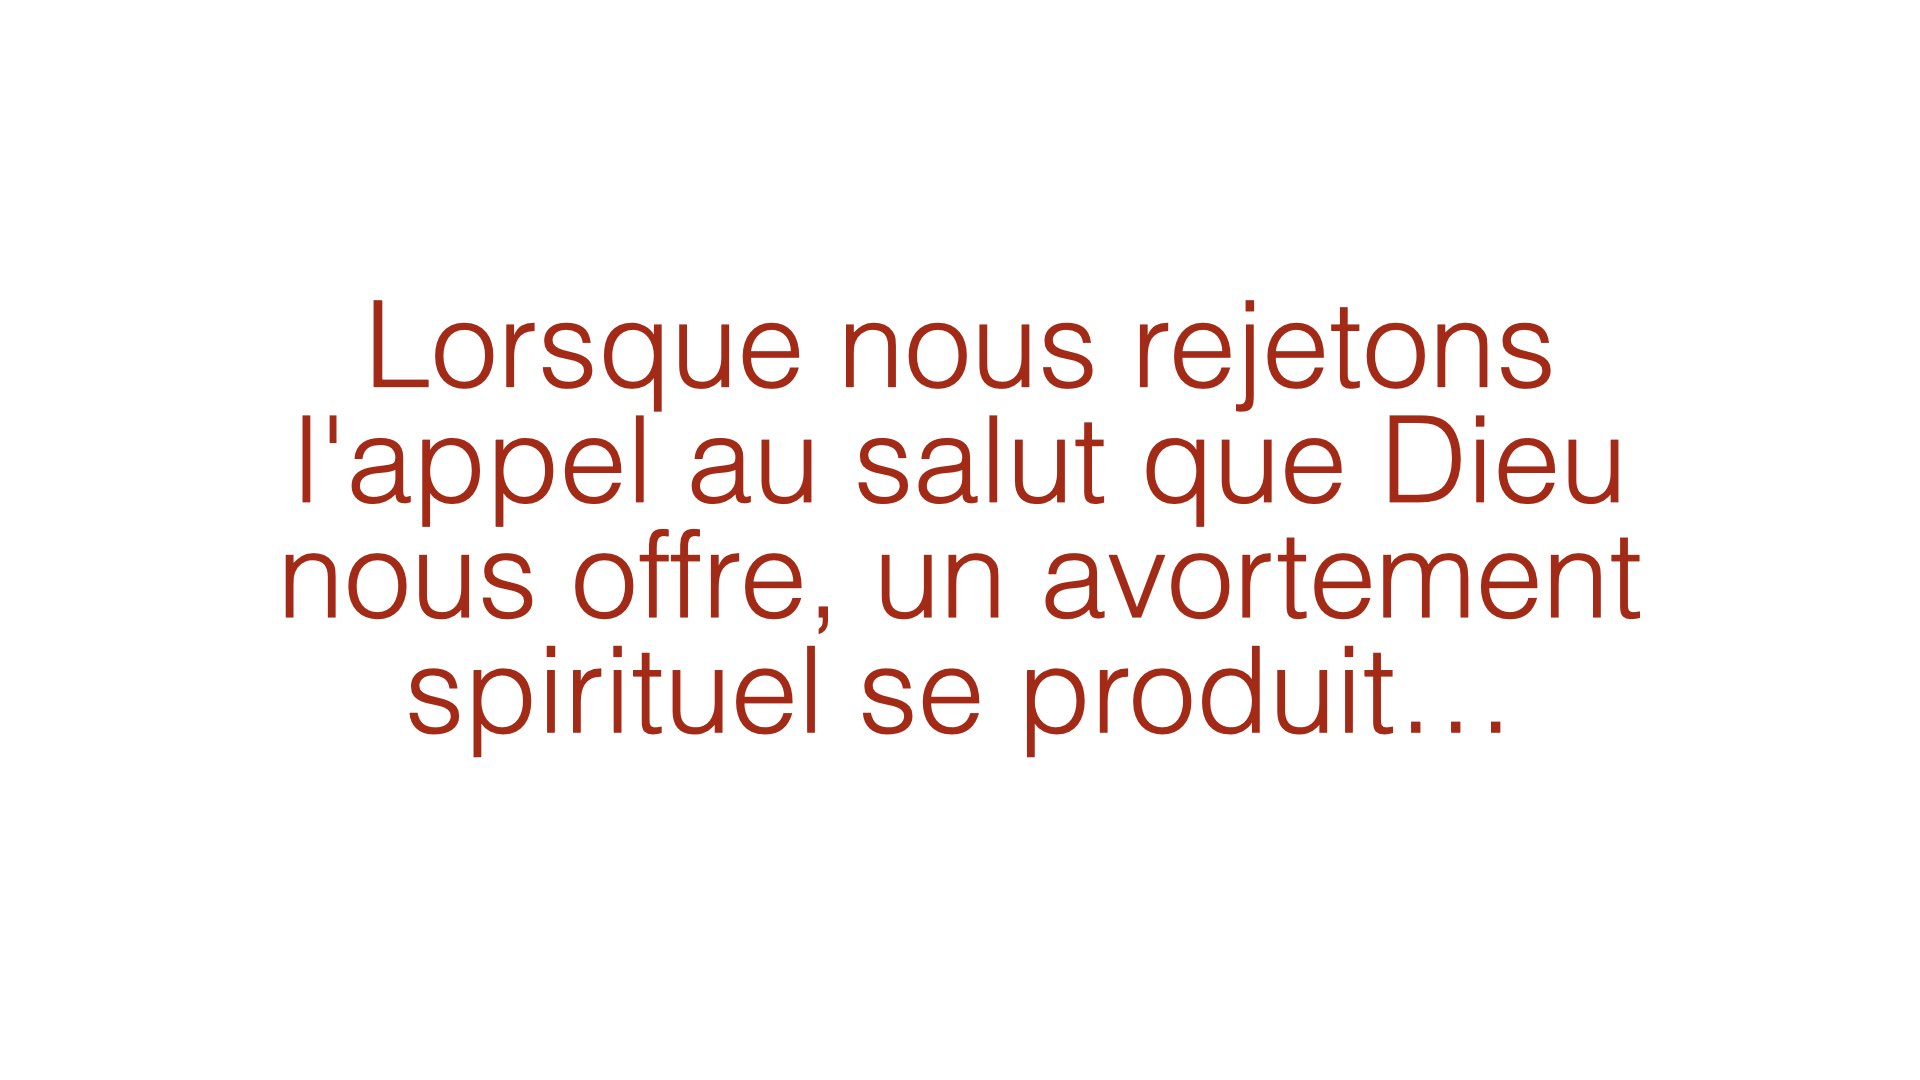 Lorsque nous rejetons
l'appel au salut que Dieu
nous offre, un avortement
spirituel se produit…